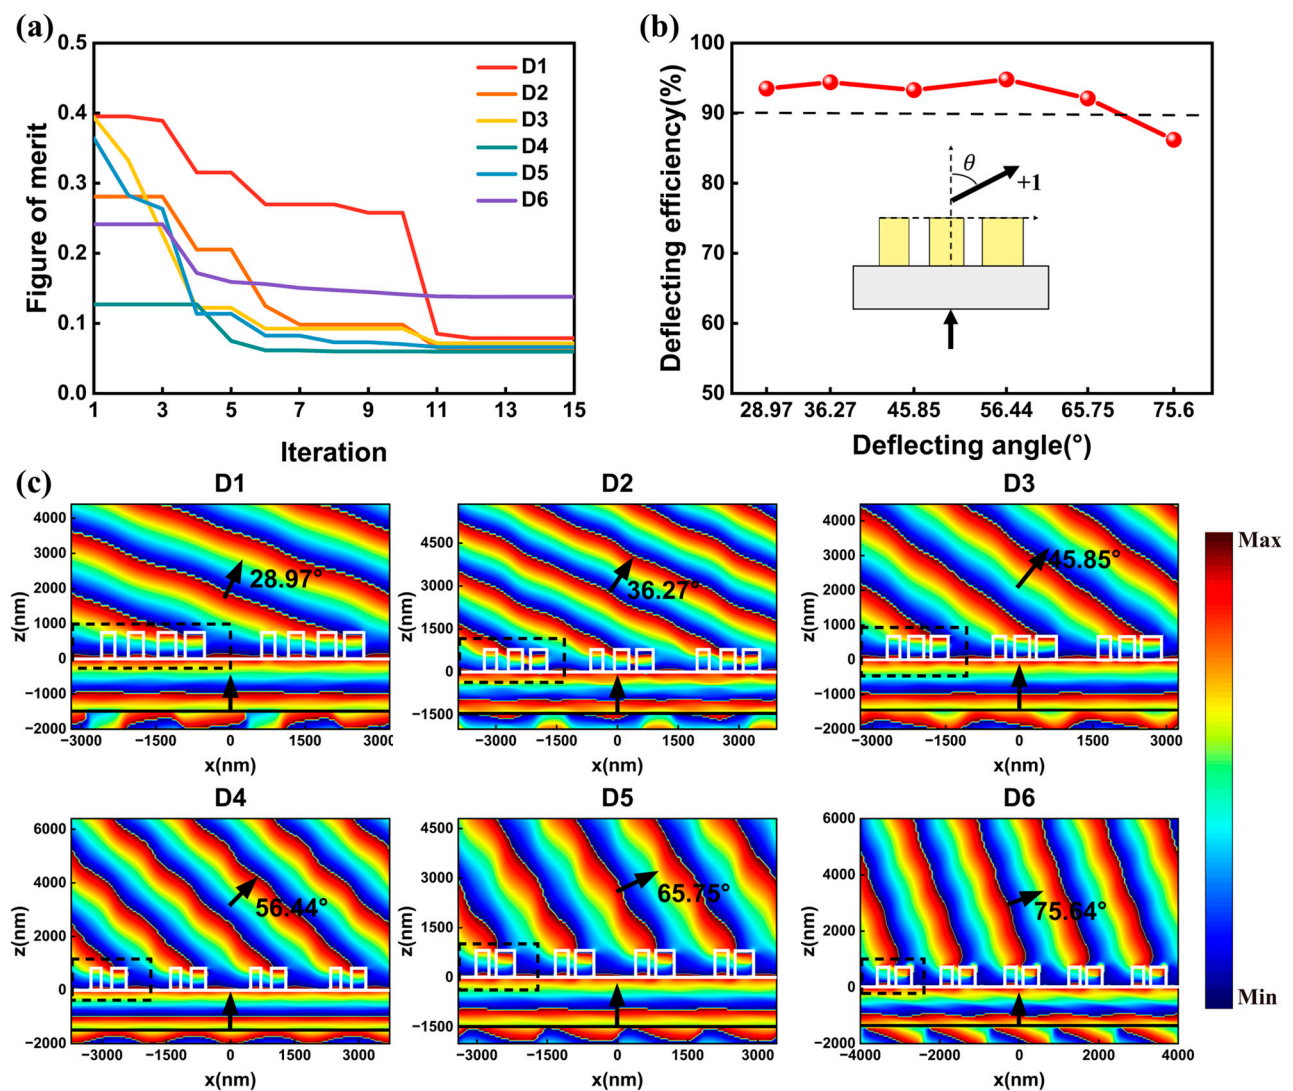 (a)
0.5
0.4
0.3
0.2
0.1
0.0
Figure of merit
D1
D2
D3
D4
D5
D6
1 3 5 7 9 11 13 15
Iteration
(b)
100
90
80
70
60
50
Deflecting efficiency(%)
θ
+1
28.97 36.27 45.85 56.44 65.75 75.6
Deflecting angle(°)
(c)
D1
4400
3400
2400
1000
0
−1000
−2000
z(nm)
28.97°
−3000 −1500 0 1500 3000
x(nm)
D2
4500
3000
1500
0
−1500
z(nm)
36.27°
−3000 −1500 0 1500 3000
x(nm)
D3
4000
3000
2000
1000
0
−1000
−2000
z(nm)
45.85°
−3000 −1500 0 1500 3000
x(nm)
D4
6000
4000
2000
0
−2000
z(nm)
56.44°
−3000 −1500 0 1500 3000
x(nm)
D5
4500
3000
1500
0
−1500
z(nm)
65.75°
−3000 −1500 0 1500 3000
x(nm)
D6
6000
4000
2000
0
−2000
z(nm)
75.64°
−4000 −2000 0 2000 4000
x(nm)
Max
Min